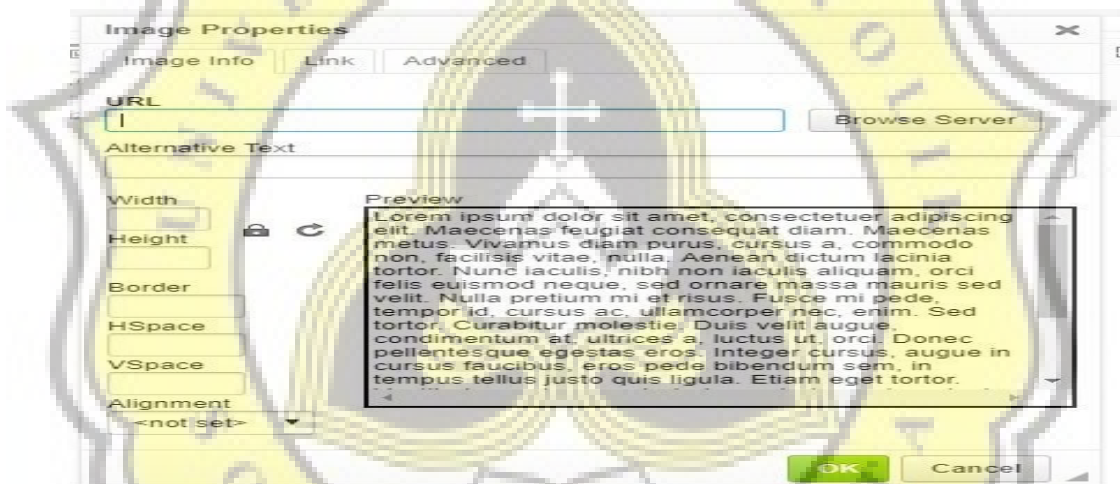 Image Properties
Image Info Link Advanced
URL
Browse Server
Alternative Text
Width
Preview
Height
Border
HSpace
VSpace
Alignment
<not set>
Lorem ipsum dolor sit amet, consectetuer adipiscing
elit. Maecenas feugiat consequat diam. Maecenas
metus. Vivamus diam purus, cursus a, commodo
non, facilisis vitae, nulla. Aenean dictum lacinia
tortor. Nunc iaculis, nibh non iaculis aliquam, orci
felis euismod neque, sed ornare massa mauris sed
velit. Nulla pretium mi et risus. Fusce mi pede,
tempor id, cursus ac, ullamcorper nec, enim. Sed
tortor. Curabitur molestie. Duis velit augue,
condimentum at, ultrices a, luctus ut, orci. Donec
pellentesque egestas eros. Integer cursus, augue in
cursus faucibus, eros pede bibendum sem, in
tempus tellus justo quis ligula. Etiam eget tortor.
OK Cancel